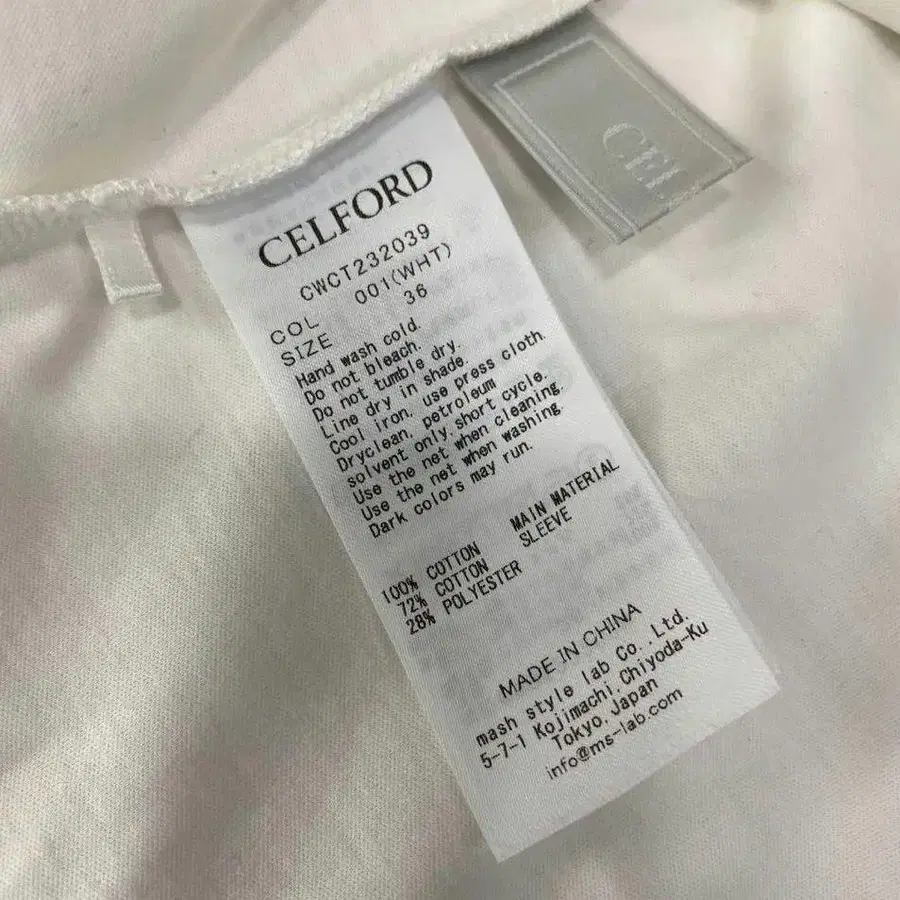 CELFORD
CWCT232039
COL 001(WHT)
SIZE 36
Hand wash cold.
Do not bleach.
Do not tumble dry.
Line dry in shade.
Cool iron, use press cloth.
Dryclean, petroleum
solvent only, short cycle.
Use the net when cleaning.
Use the net when washing.
Dark colors may run.
MAIN MATERIAL
100% COTTON SLEEVE
72% COTTON
28% POLYESTER
MADE IN CHINA
mash style lab Co., Ltd.
5-7-1 Kojimachi, Chiyoda-Ku
Tokyo, Japan
info@ms-lab.com
CEL